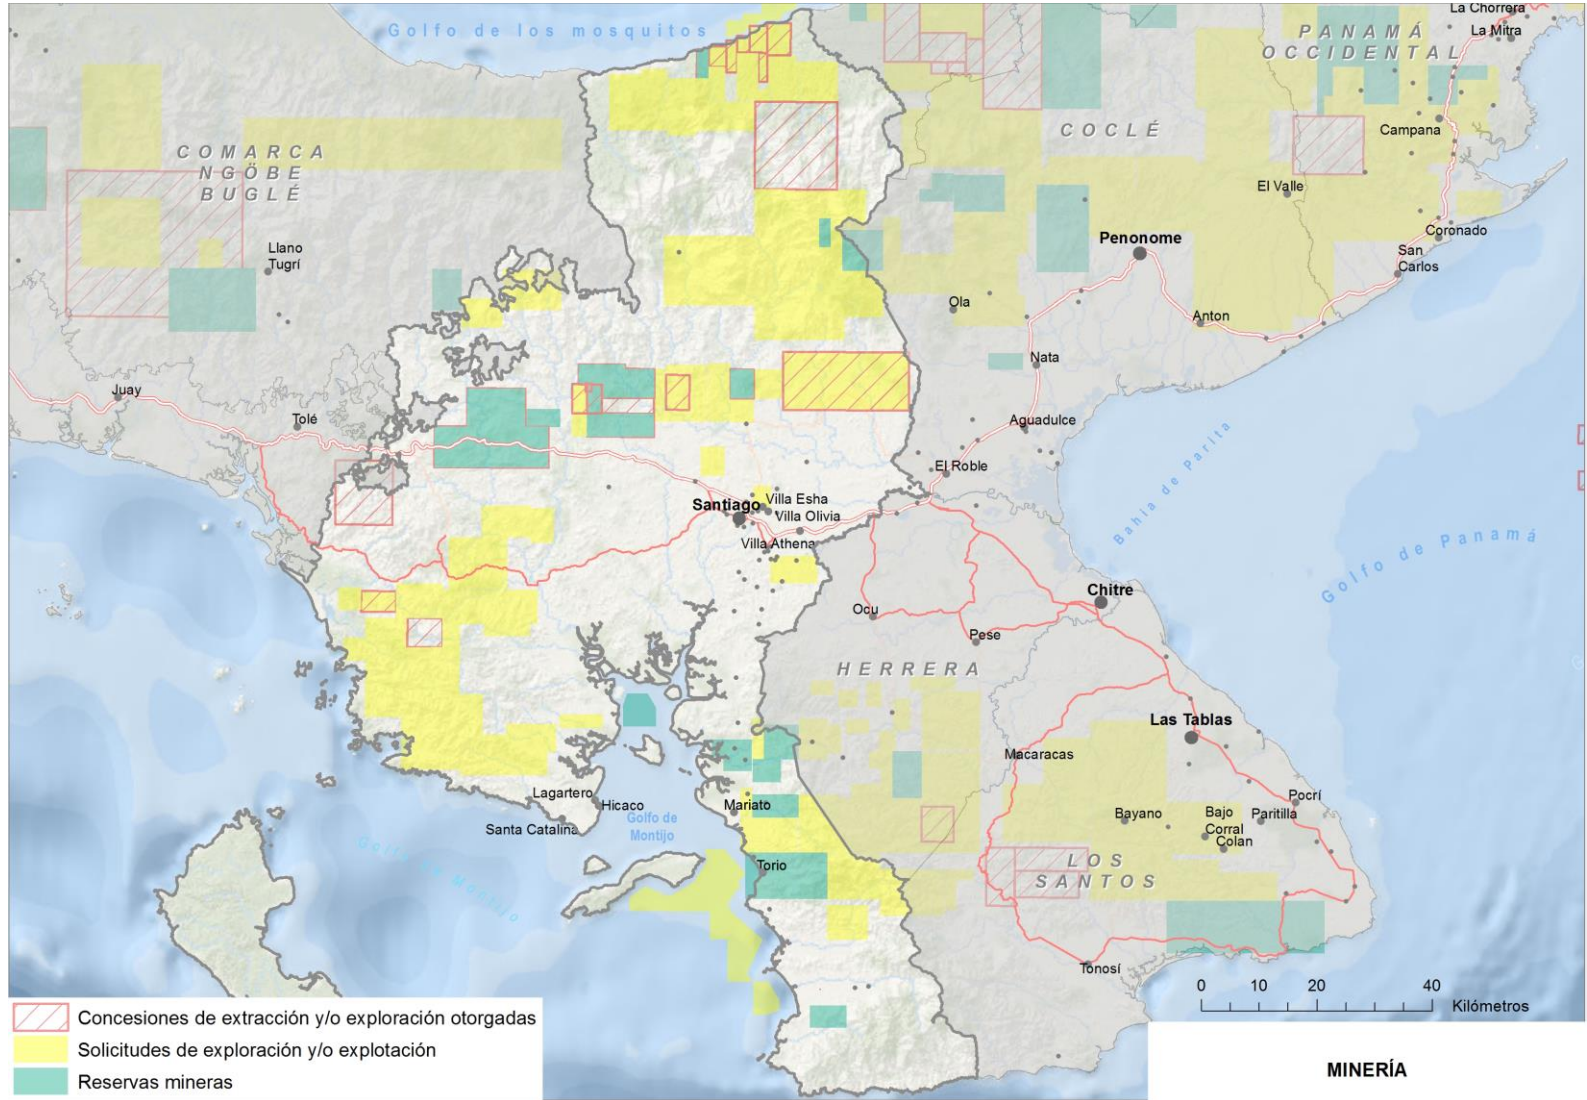 La Chorrera
Golfo de los mosquitos
PANAMÁ
OCCIDENTAL
La Mitra
COCLÉ
Campana
COMARCA
NGÖBE
BUGLÉ
El Valle
Llano
Tugrí
Penonome
Coronado
San
Carlos
Ola
Anton
Nata
Juay
Tolé
Aguadulce
El Roble
Bahia de Parita
Santiago
Villa Esha
Villa Olivia
Villa Athena
Golfo de Panamá
Chitre
Ocu
Pese
HERRERA
Las Tablas
Macaracas
Lagartero
Hicaco
Mariato
Pocrí
Santa Catalina
Golfo de
Montijo
Bayano
Bajo
Corral
Paritilla
Colan
Golfo de Montijo
Torio
LOS
SANTOS
Tonosí
0 10 20 40
Kilómetros
Concesiones de extracción y/o exploración otorgadas
Solicitudes de exploración y/o explotación
Reservas mineras
MINERÍA